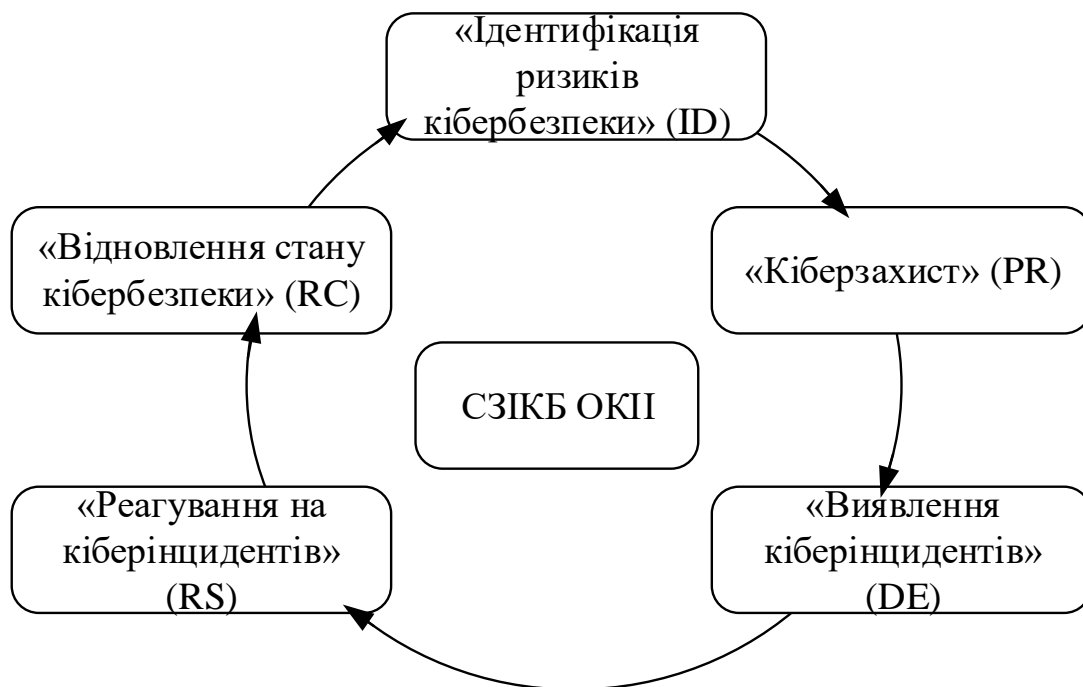 «Ідентифікація
ризиків
кібербезпеки» (ID)
«Відновлення стану
кібербезпеки» (RC)
«Кіберзахист» (PR)
СЗІКБ ОКІІ
«Реагування на
кіберінцидентів»
(RS)
«Виявлення
кіберінцидентів»
(DE)